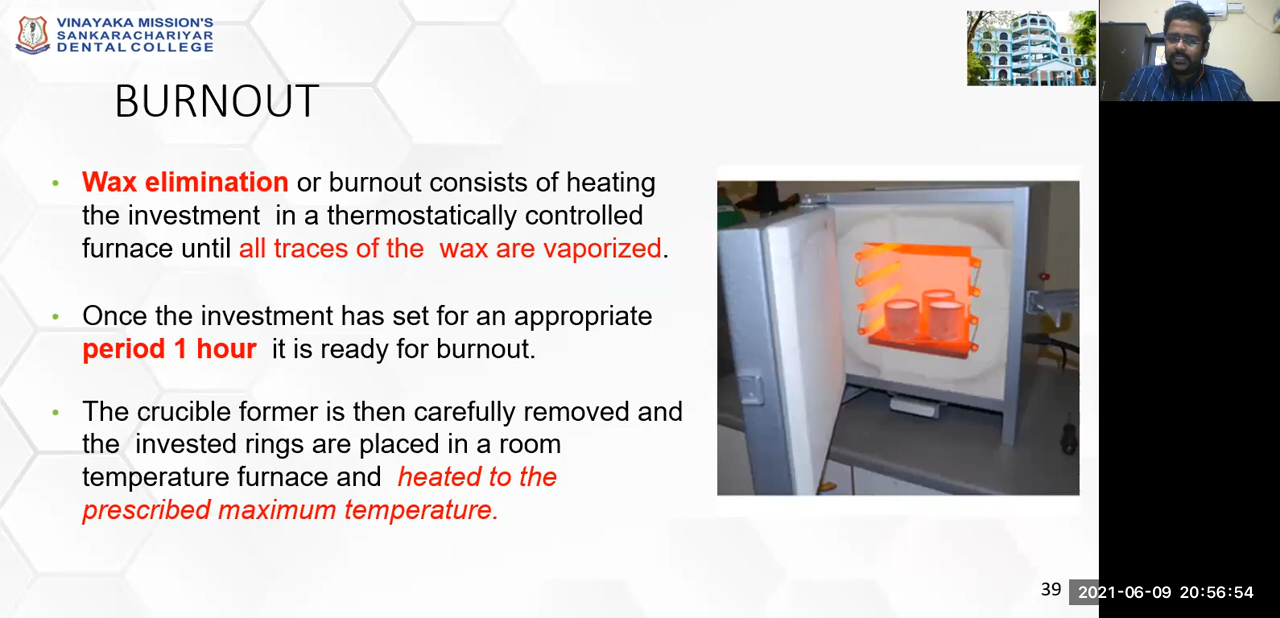 VINAYAKA MISSION'S
SANKARACHARIYAR
DENTAL COLLEGE
BURNOUT
• Wax elimination or burnout consists of heating
the investment in a thermostatically controlled
furnace until all traces of the wax are vaporized.
• Once the investment has set for an appropriate
period 1 hour it is ready for burnout.
• The crucible former is then carefully removed and
the invested rings are placed in a room
temperature furnace and heated to the
prescribed maximum temperature.
39
2021-06-09 20:56:54